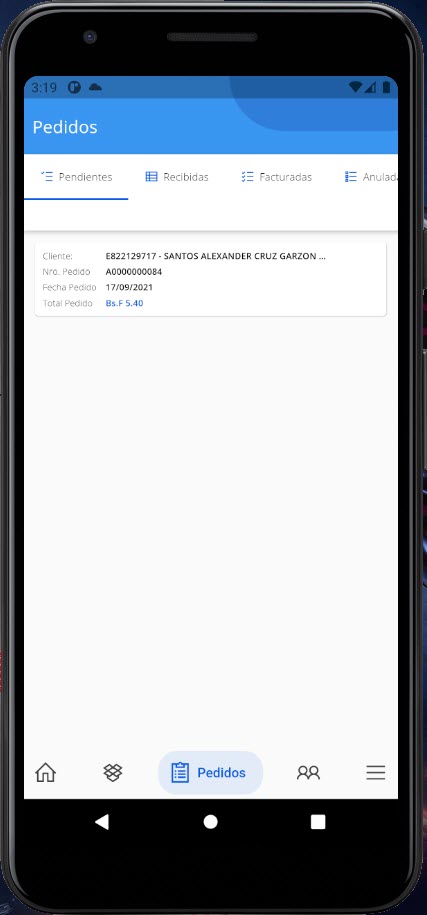 3:19
Pedidos
Pendientes Recibidas Facturadas Anulada
Cliente: E822129717 - SANTOS ALEXANDER CRUZ GARZON ...
Nro. Pedido A0000000084
Fecha Pedido 17/09/2021
Total Pedido Bs.F 5.40
Pedidos